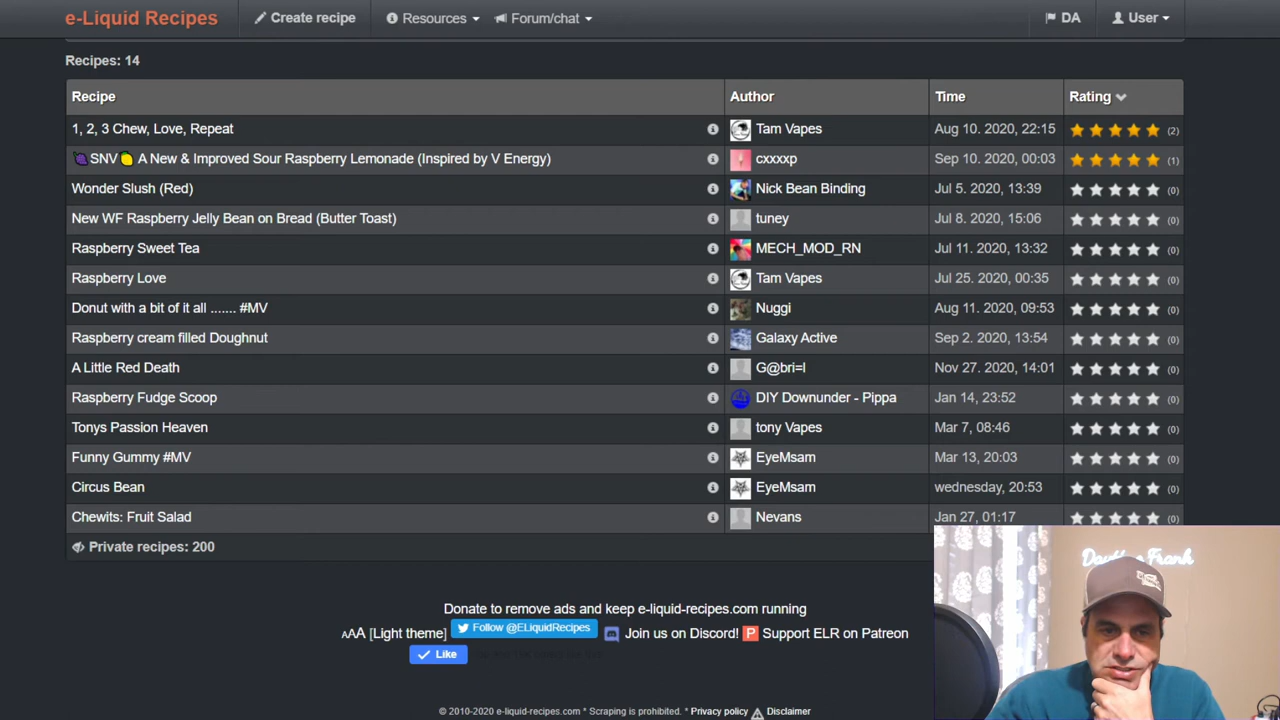 e-Liquid Recipes Create recipe Resources Forum/chat DA User
Recipes: 14
Recipe Author Time Rating
1, 2, 3 Chew, Love, Repeat Tam Vapes Aug 10. 2020, 22:15 (2)
🍇SNV🍋 A New & Improved Sour Raspberry Lemonade (Inspired by V Energy) cxxxxp Sep 10. 2020, 00:03 (1)
Wonder Slush (Red) Nick Bean Binding Jul 5. 2020, 13:39 (0)
New WF Raspberry Jelly Bean on Bread (Butter Toast) tuney Jul 8. 2020, 15:06 (0)
Raspberry Sweet Tea MECH_MOD_RN Jul 11. 2020, 13:32 (0)
Raspberry Love Tam Vapes Jul 25. 2020, 00:35 (0)
Donut with a bit of it all ....... #MV Nuggi Aug 11. 2020, 09:53 (0)
Raspberry cream filled Doughnut Galaxy Active Sep 2. 2020, 13:54 (0)
A Little Red Death G@bri=l Nov 27. 2020, 14:01 (0)
Raspberry Fudge Scoop DIY Downunder - Pippa Jan 14, 23:52 (0)
Tonys Passion Heaven tony Vapes Mar 7, 08:46 (0)
Funny Gummy #MV EyeMsam Mar 13, 20:03 (0)
Circus Bean EyeMsam wednesday, 20:53 (0)
Chewits: Fruit Salad Nevans Jan 27, 01:17 (0)
Private recipes: 200
Donate to remove ads and keep e-liquid-recipes.com running
AAA [Light theme] Follow @ELiquidRecipes Join us on Discord! Support ELR on Patreon
Like
© 2010-2020 e-liquid-recipes.com * Scraping is prohibited. * Privacy policy Disclaimer
Frank